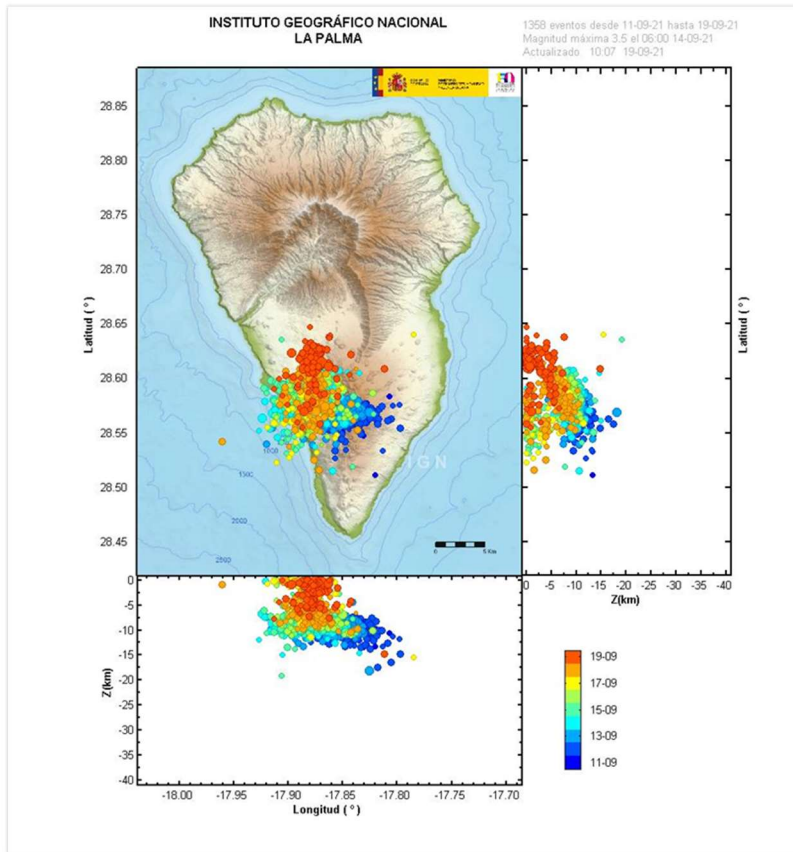 INSTITUTO GEOGRÁFICO NACIONAL
LA PALMA
1358 eventos desde 11-09-21 hasta 19-09-21
Magnitud máxima 3.5 el 06:00 14-09-21
Actualizado: 10:07 19-09-21
28.85
28.80
28.75
28.70
28.65
28.60
28.55
28.50
28.45
Latitud ( ° )
1000
1500
2000
2500
IGN
0
5 Km
Latitud ( ° )
0 -5 -10 -15 -20 -25 -30 -35 -40
Z(km)
0
-5
-10
-15
-20
-25
-30
-35
-40
Z(km)
-18.00 -17.95 -17.90 -17.85 -17.80 -17.75 -17.70
Longitud ( ° )
19-09
17-09
15-09
13-09
11-09